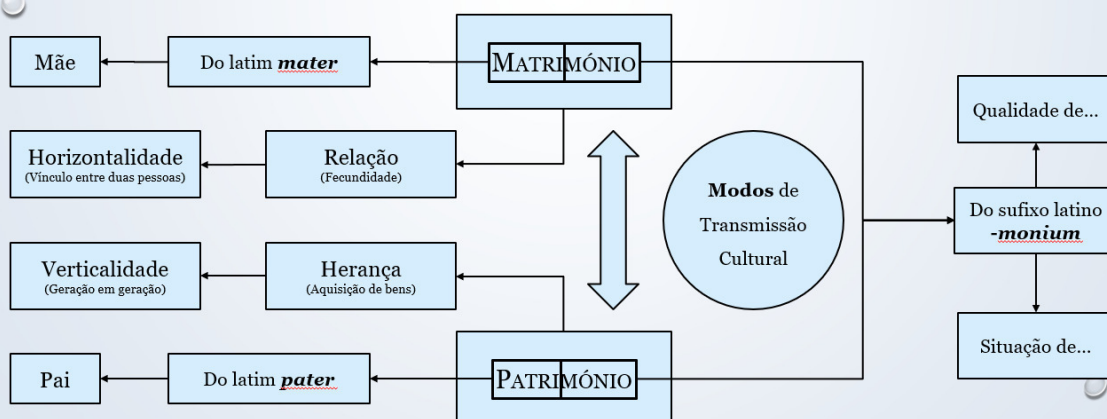 Mãe
Do latim mater
MATRIMÓNIO
Qualidade de...
Horizontalidade
(Vínculo entre duas pessoas)
Relação
(Fecundidade)
Modos de
Transmissão
Cultural
Do sufixo latino
-monium
Verticalidade
(Geração em geração)
Herança
(Aquisição de bens)
Situação de...
Pai
Do latim pater
PATRIMÓNIO